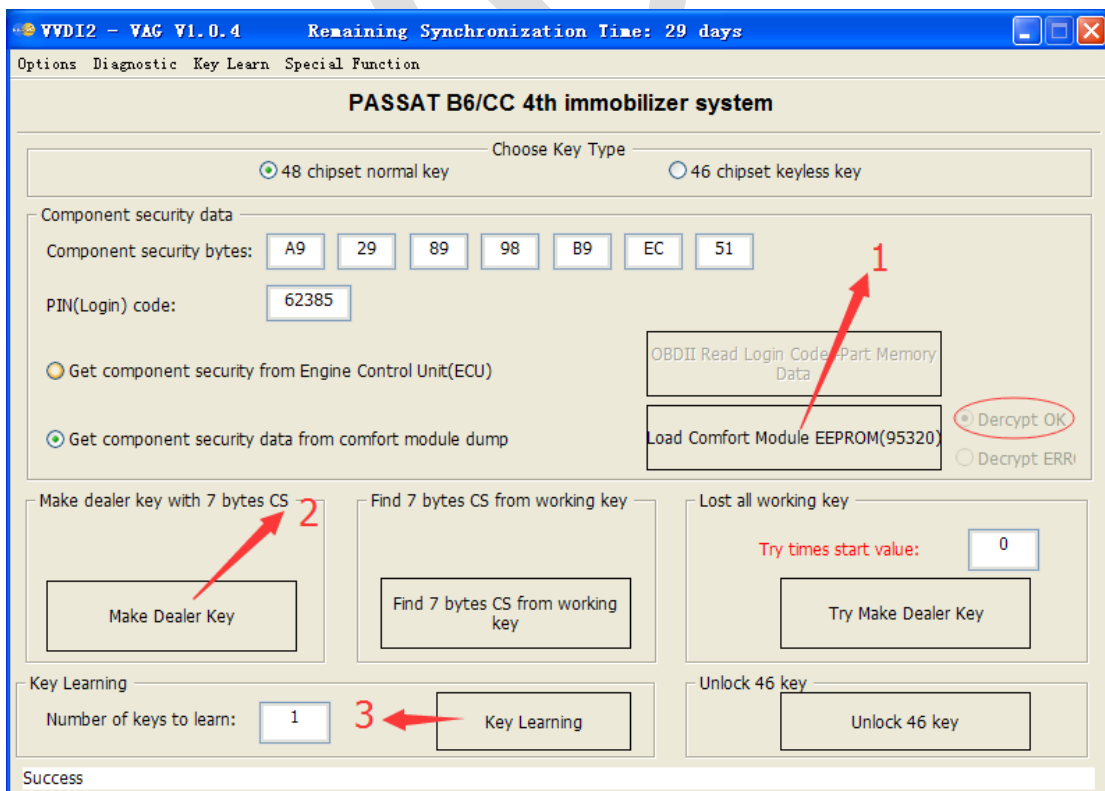 VVDI2 - VAG V1.0.4 Remaining Synchronization Time: 29 days
Options Diagnostic Key Learn Special Function
PASSAT B6/CC 4th immobilizer system
Choose Key Type
48 chipset normal key 46 chipset keyless key
Component security data
Component security bytes: A9 29 89 98 B9 EC 51
1
PIN(Login) code: 62385
OBDII Read Login Code-Part Memory
Data
Get component security from Engine Control Unit(ECU)
Get component security data from comfort module dump
Load Comfort Module EEPROM(95320)
Dercypt OK
Decrypt ERR
Make dealer key with 7 bytes CS
2
Make Dealer Key
Find 7 bytes CS from working key
Find 7 bytes CS from working
key
Lost all working key
Try times start value: 0
Try Make Dealer Key
Key Learning
Number of keys to learn: 1
3
Key Learning
Unlock 46 key
Unlock 46 key
Success